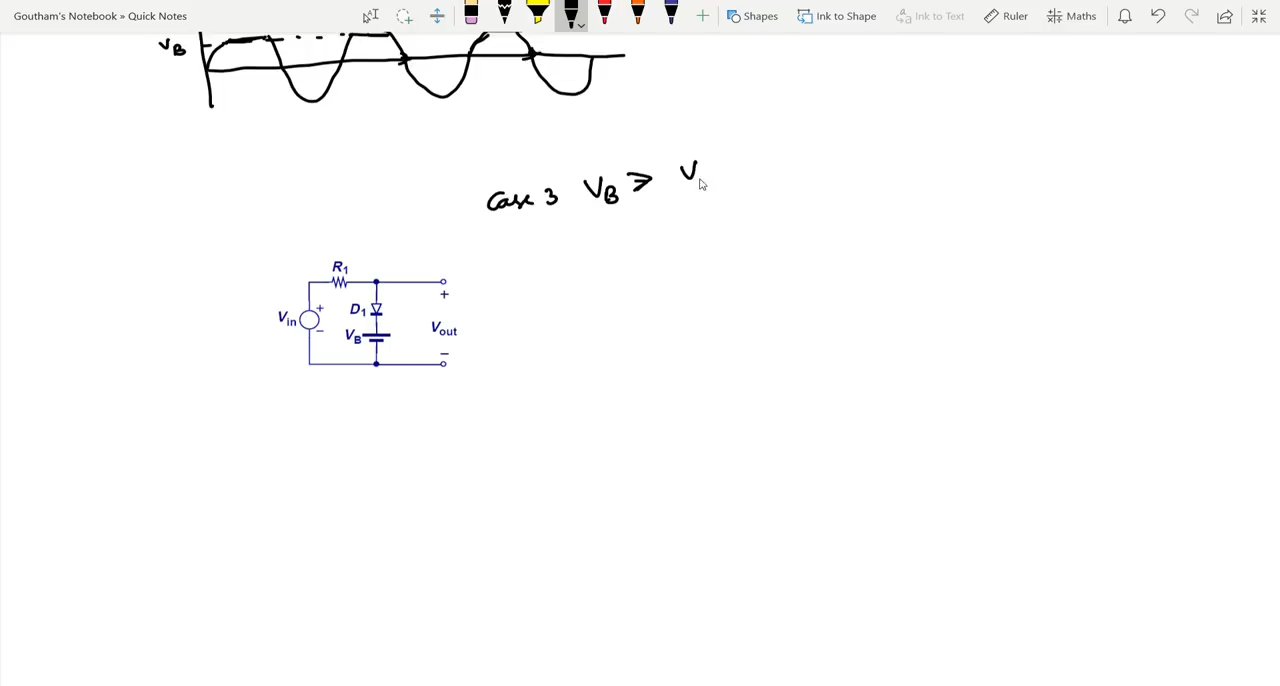 Goutham's Notebook » Quick Notes
Shapes
Ink to Shape
Ink to Text
Ruler
Maths
VB
Case 3 VB > V
R1
Vin
+
−
D1
VB
+
Vout
−